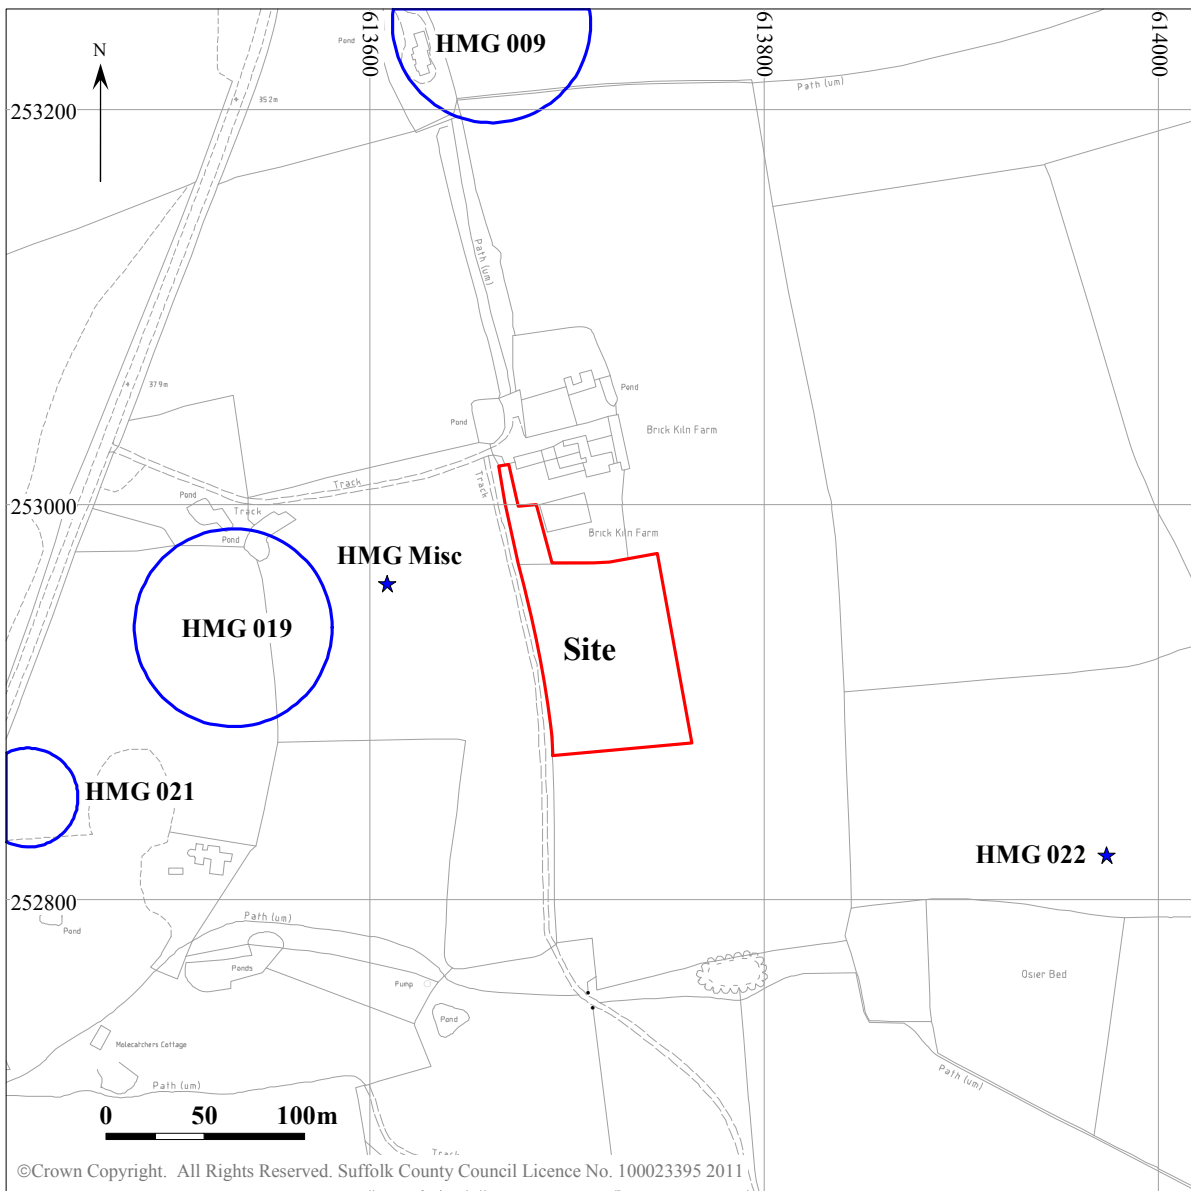 613600
613800
614000
Pond
HMG 009
N
352m
253200
Path (um)
Path (um)
379m
Pond
Pond
Brick Kiln Farm
Track
Track
Pond
253000
Track
Pond
Brick Kiln Farm
HMG Misc
HMG 019
Site
HMG 021
HMG 022
252800
Path (um)
Pond
Ponds
Pump
Osier Bed
Pond
Molecatchers Cottage
Path (um)
Path (um)
0 50 100m
Track
©Crown Copyright. All Rights Reserved. Suffolk County Council Licence No. 100023395 2011